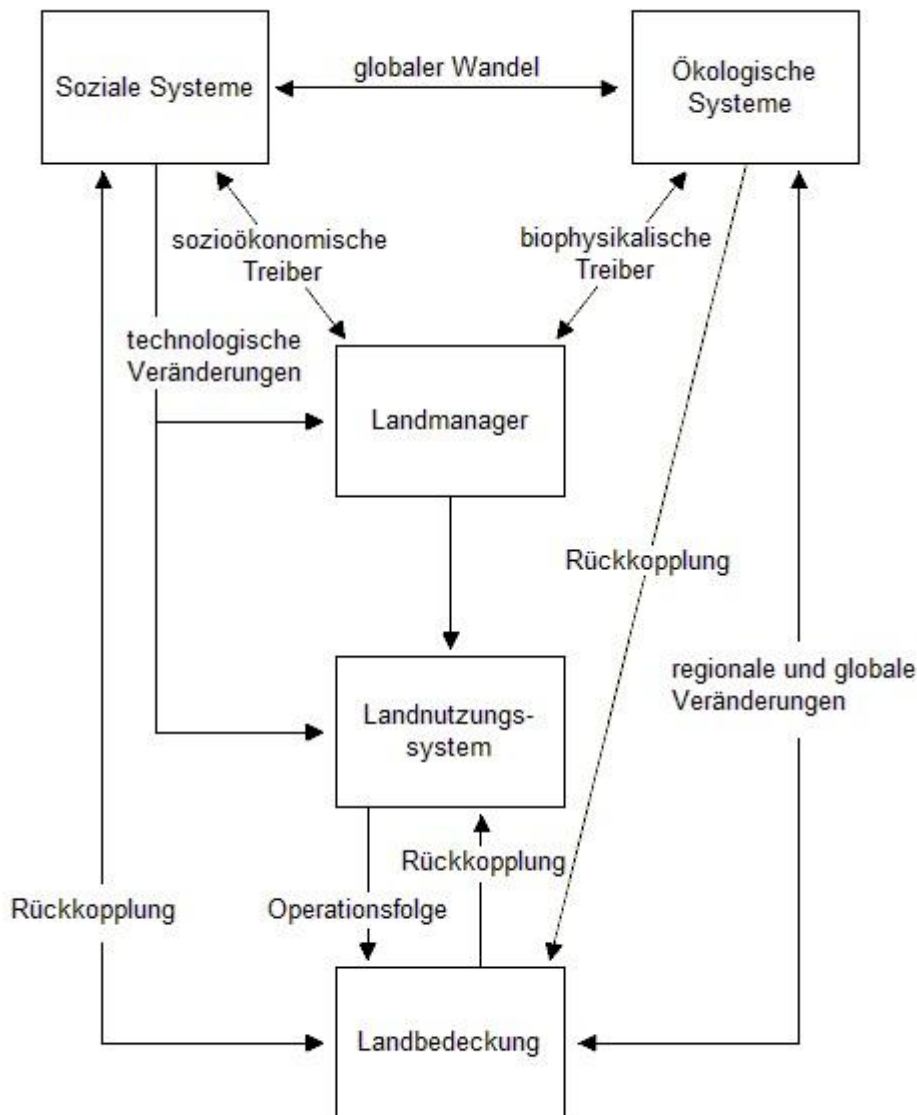 Soziale Systeme
globaler Wandel
Ökologische
Systeme
sozioökonomische
Treiber
biophysikalische
Treiber
technologische
Veränderungen
Landmanager
Rückkopplung
regionale und globale
Veränderungen
Landnutzungs-
system
Rückkopplung
Rückkopplung
Operationsfolge
Landbedeckung